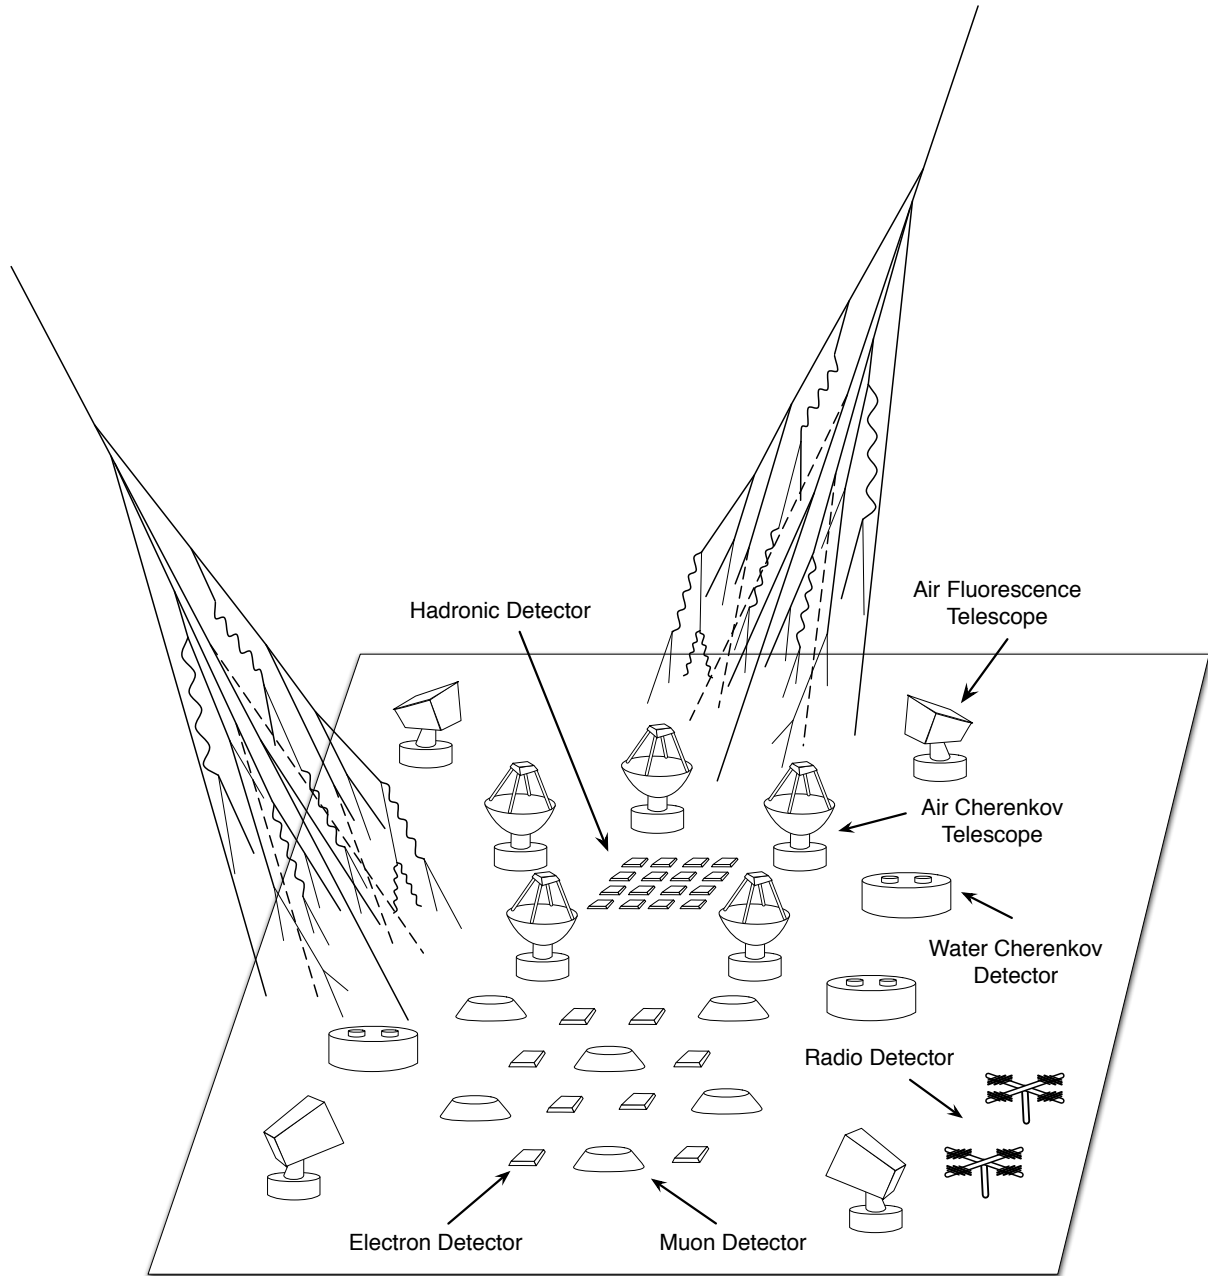 Air Fluorescence
Telescope
Hadronic Detector
Air Cherenkov
Telescope
Water Cherenkov
Detector
Radio Detector
Electron Detector
Muon Detector